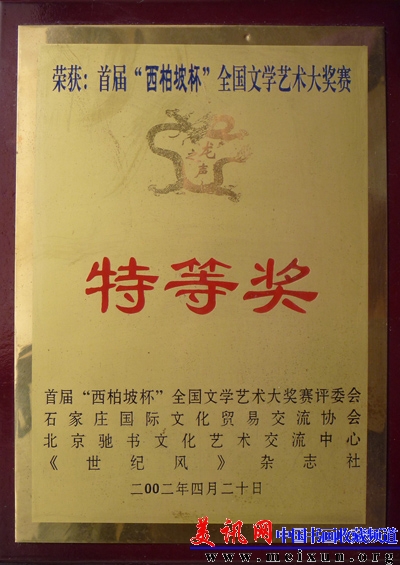 荣获：首届“西柏坡杯”全国文学艺术大奖赛
龙声
特等奖
首届“西柏坡杯”全国文学艺术大奖赛评委会
石家庄国际文化贸易交流协会
北京驰书文化艺术交流中心
《世纪风》杂志社
二00二年四月二十日
美讯网 中国书画收藏频道
www.meixun.org